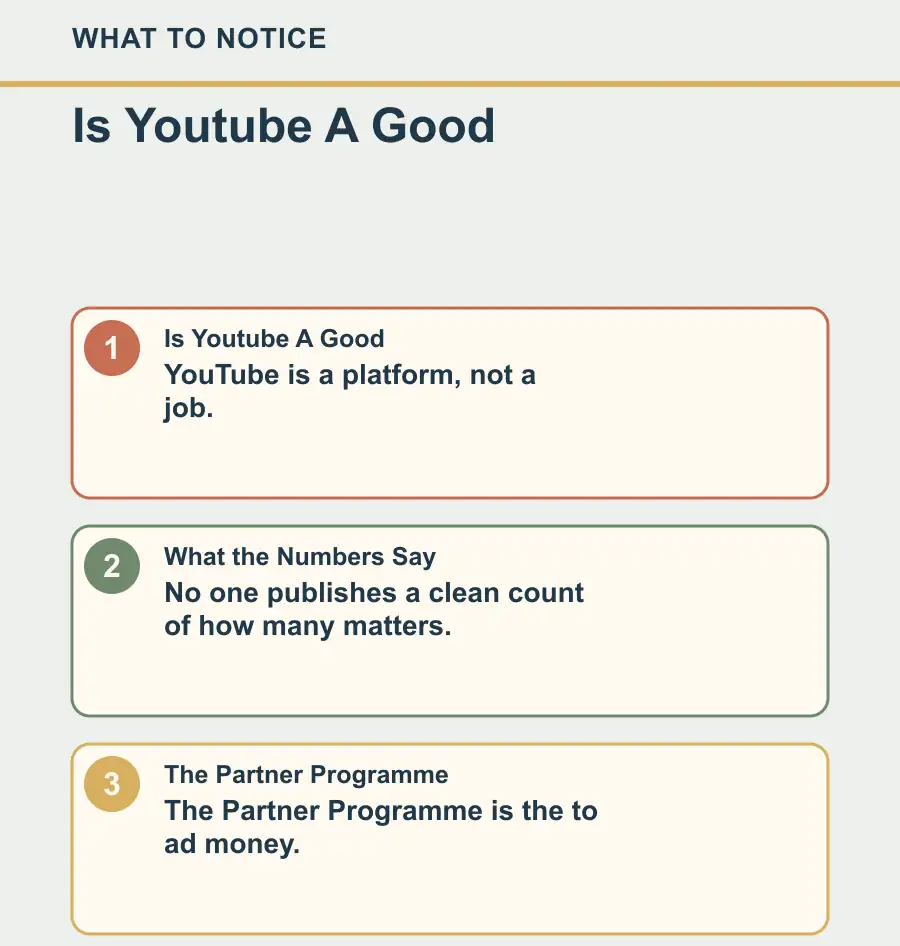 WHAT TO NOTICE
Is Youtube A Good
1
Is Youtube A Good
YouTube is a platform, not a
job.
2
What the Numbers Say
No one publishes a clean count
of how many matters.
3
The Partner Programme
The Partner Programme is the to
ad money.